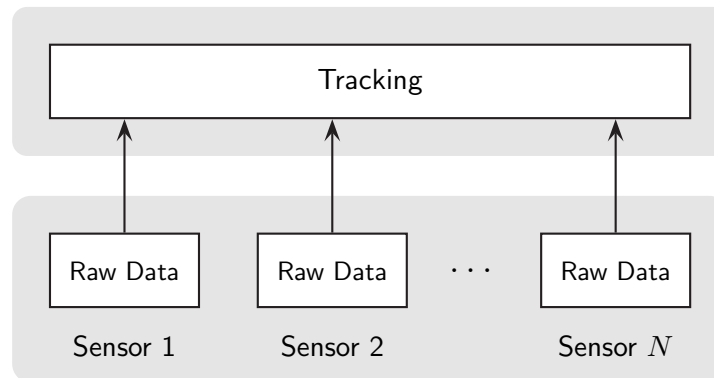 Tracking
Raw Data Raw Data · · · Raw Data
Sensor 1 Sensor 2 Sensor N